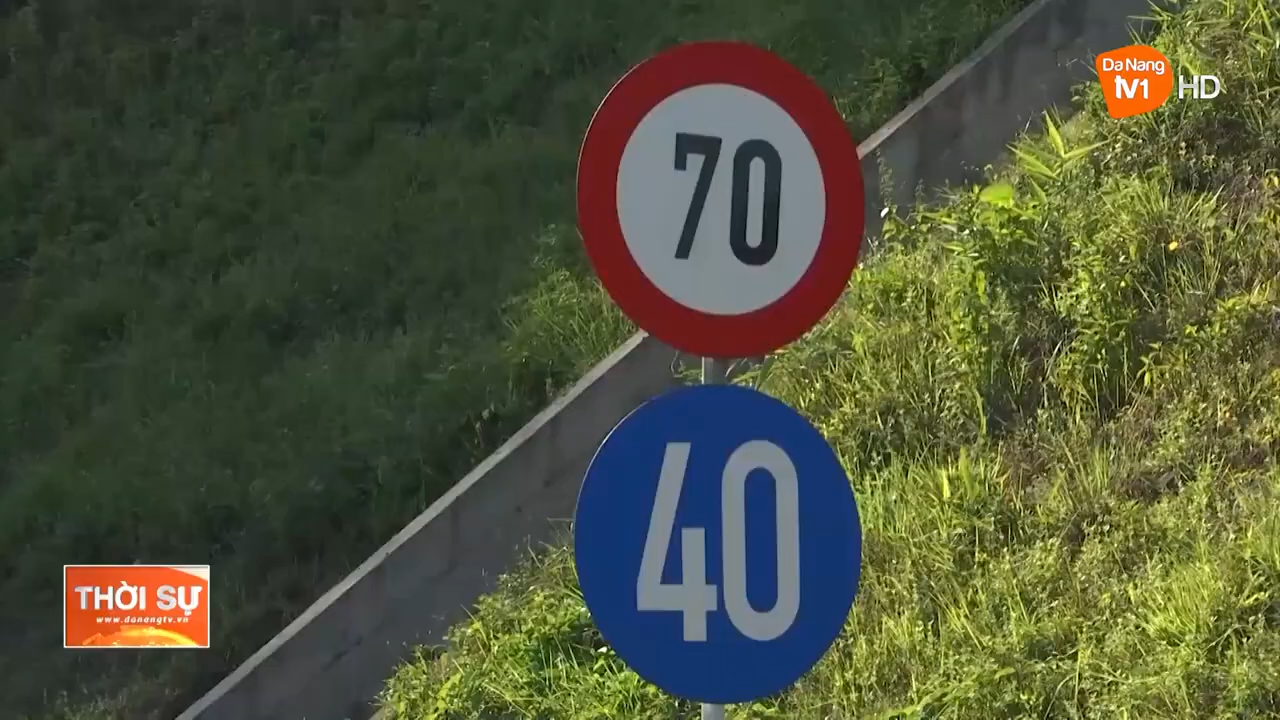 Da Nang
TV1 HD
70
40
THỜI SỰ
www.danangtv.vn